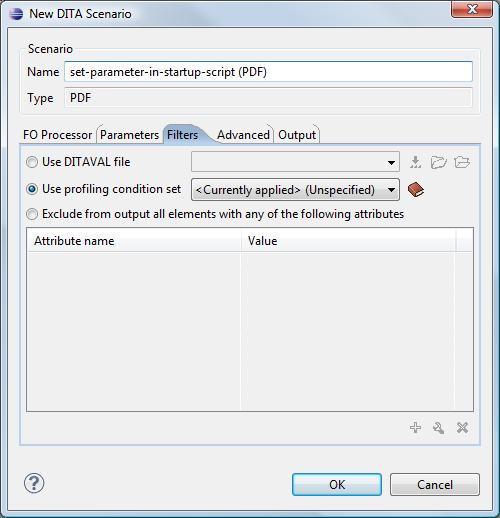 New DITA Scenario
Scenario
Name set-parameter-in-startup-script (PDF)
Type PDF
FO Processor Parameters Filters Advanced Output
Use DITAVAL file
Use profiling condition set <Currently applied> (Unspecified)
Exclude from output all elements with any of the following attributes
Attribute name Value
? OK Cancel